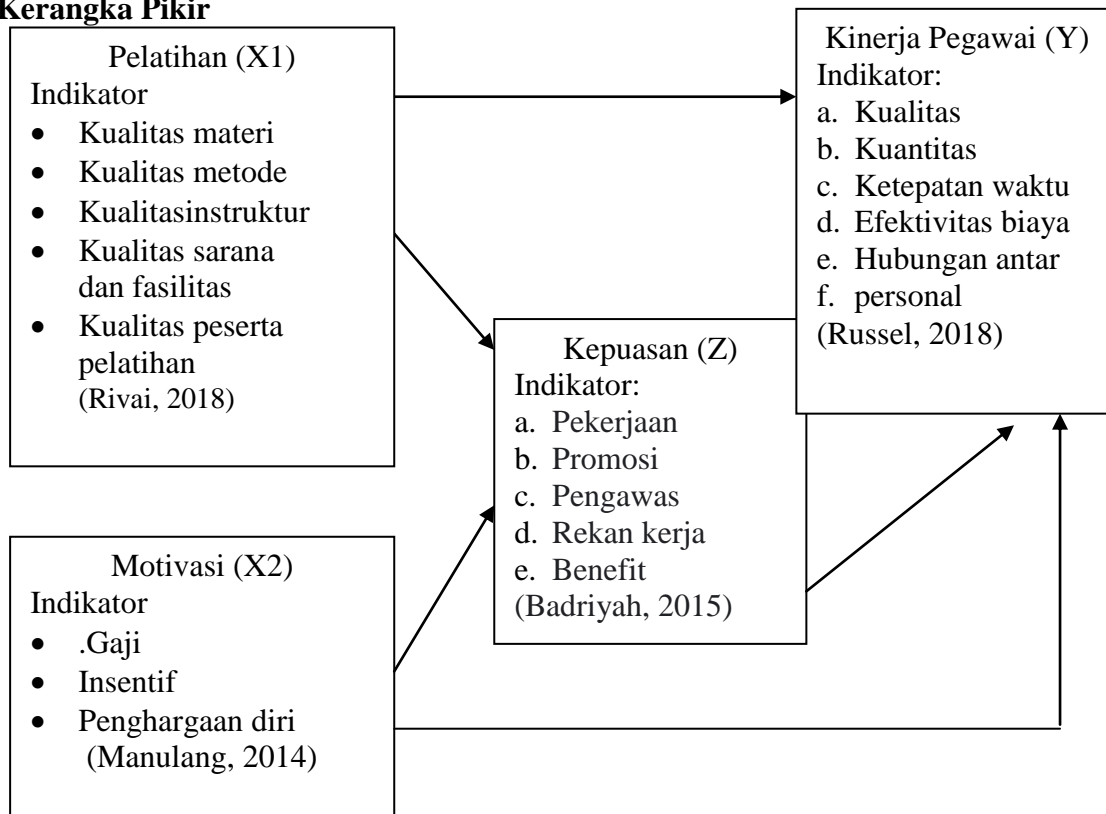 Kerangka Pikir
Pelatihan (X1)
Indikator
• Kualitas materi
• Kualitas metode
• Kualitasinstruktur
• Kualitas sarana
dan fasilitas
• Kualitas peserta
pelatihan
(Rivai, 2018)
Motivasi (X2)
Indikator
• .Gaji
• Insentif
• Penghargaan diri
(Manulang, 2014)
Kepuasan (Z)
Indikator:
a. Pekerjaan
b. Promosi
c. Pengawas
d. Rekan kerja
e. Benefit
(Badriyah, 2015)
Kinerja Pegawai (Y)
Indikator:
a. Kualitas
b. Kuantitas
c. Ketepatan waktu
d. Efektivitas biaya
e. Hubungan antar
f. personal
(Russel, 2018)